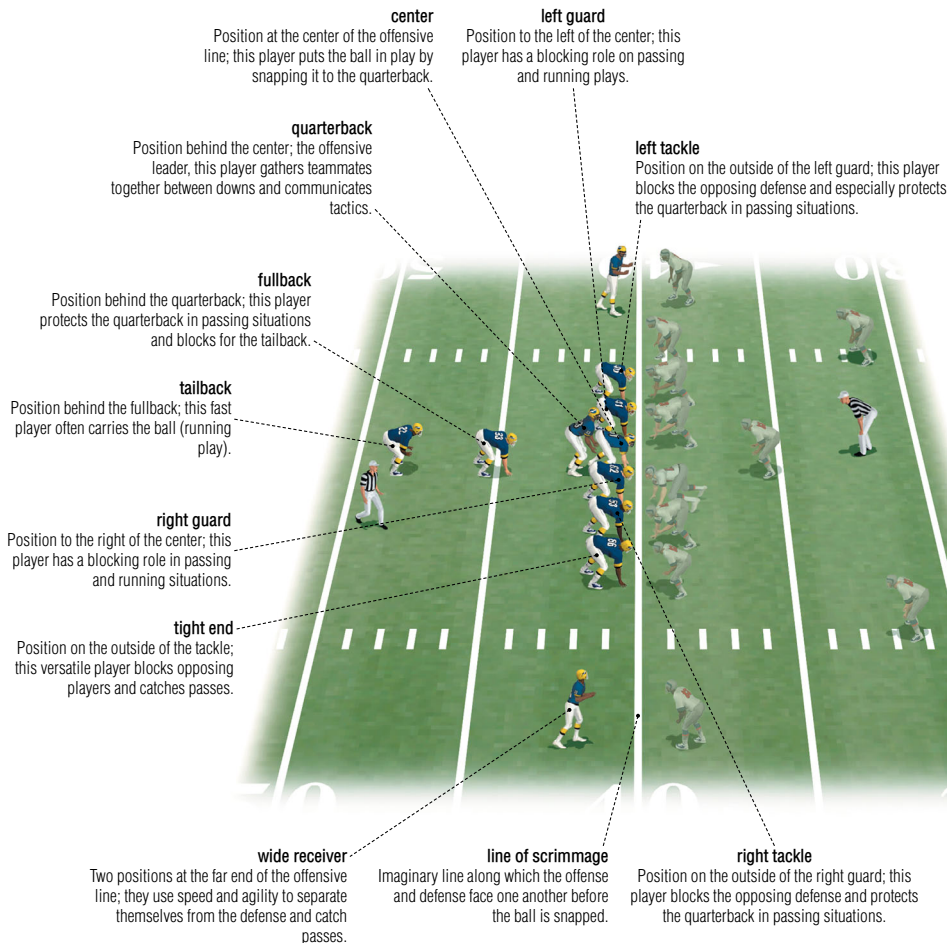 center
Position at the center of the offensive
line; this player puts the ball in play by
snapping it to the quarterback.
left guard
Position to the left of the center; this
player has a blocking role on passing
and running plays.
quarterback
Position behind the center; the offensive
leader, this player gathers teammates
together between downs and communicates
tactics.
left tackle
Position on the outside of the left guard; this player
blocks the opposing defense and especially protects
the quarterback in passing situations.
fullback
Position behind the quarterback; this player
protects the quarterback in passing situations
and blocks for the tailback.
tailback
Position behind the fullback; this fast
player often carries the ball (running
play).
right guard
Position to the right of the center; this
player has a blocking role in passing
and running situations.
tight end
Position on the outside of the tackle;
this versatile player blocks opposing
players and catches passes.
wide receiver
Two positions at the far end of the offensive
line; they use speed and agility to separate
themselves from the defense and catch
passes.
line of scrimmage
Imaginary line along which the offense
and defense face one another before
the ball is snapped.
right tackle
Position on the outside of the right guard; this
player blocks the opposing defense and protects
the quarterback in passing situations.